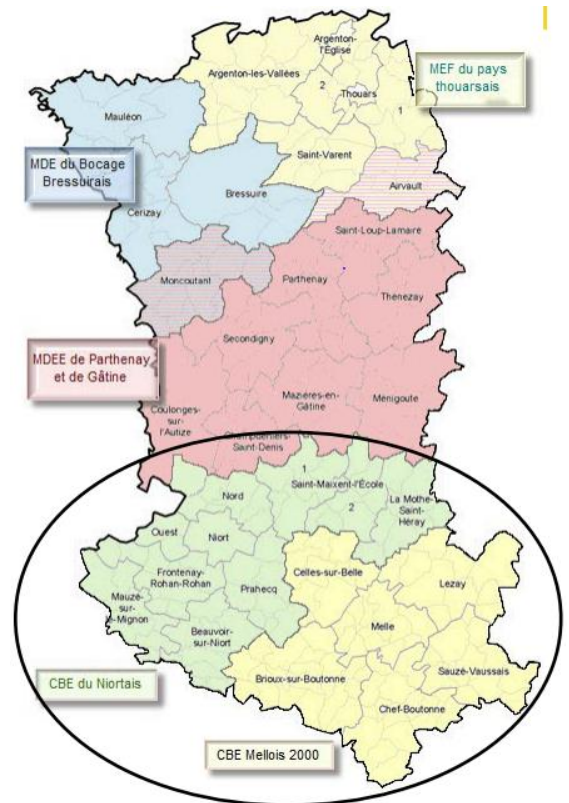 Argenton-
l'Église
Argenton-les-Vallées
2
Thouars
1
MEF du pays
thouarsais
Mauléon
Saint-Varent
MDE du Bocage
Bressuirais
Bressuire
Airvault
Cerizay
Saint-Loup-Lamaire
Moncoutant
Parthenay
Thénezay
Secondigny
MDEE de Parthenay
et de Gâtine
Mazières-en-
Gâtine
Ménigoute
Coulonges-
sur-
l'Autize
Champdeniers-
Saint-Denis
1
Saint-Maixent-l'École
Nord
2
La Mothe-
Saint-
Héray
Ouest
Niort
Frontenay-
Rohan-Rohan
Celles-sur-Belle
Lezay
Prahecq
Mauzé-
sur-
le-Mignon
Melle
Beauvoir-
sur-Niort
Sauzé-Vaussais
Brioux-sur-Boutonne
CBE du Niortais
Chef-Boutonne
CBE Mellois 2000